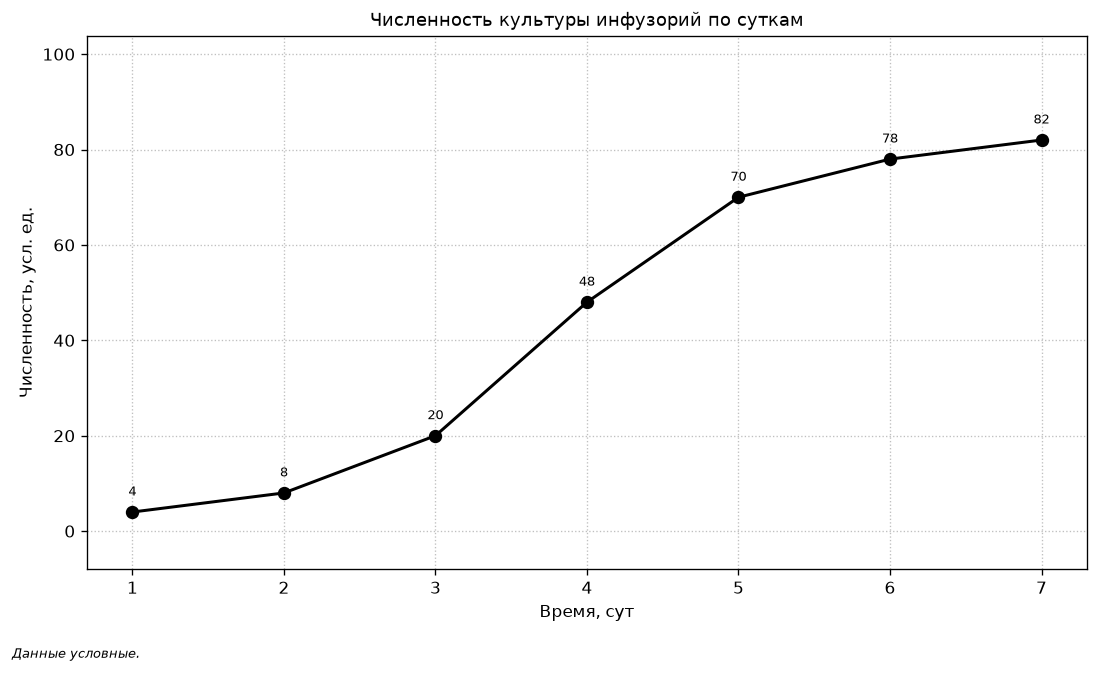 Численность культуры инфузорий по суткам
Численность, усл. ед.
100
80
60
40
20
0
4
8
20
48
70
78
82
1 2 3 4 5 6 7
Время, сут
Данные условные.